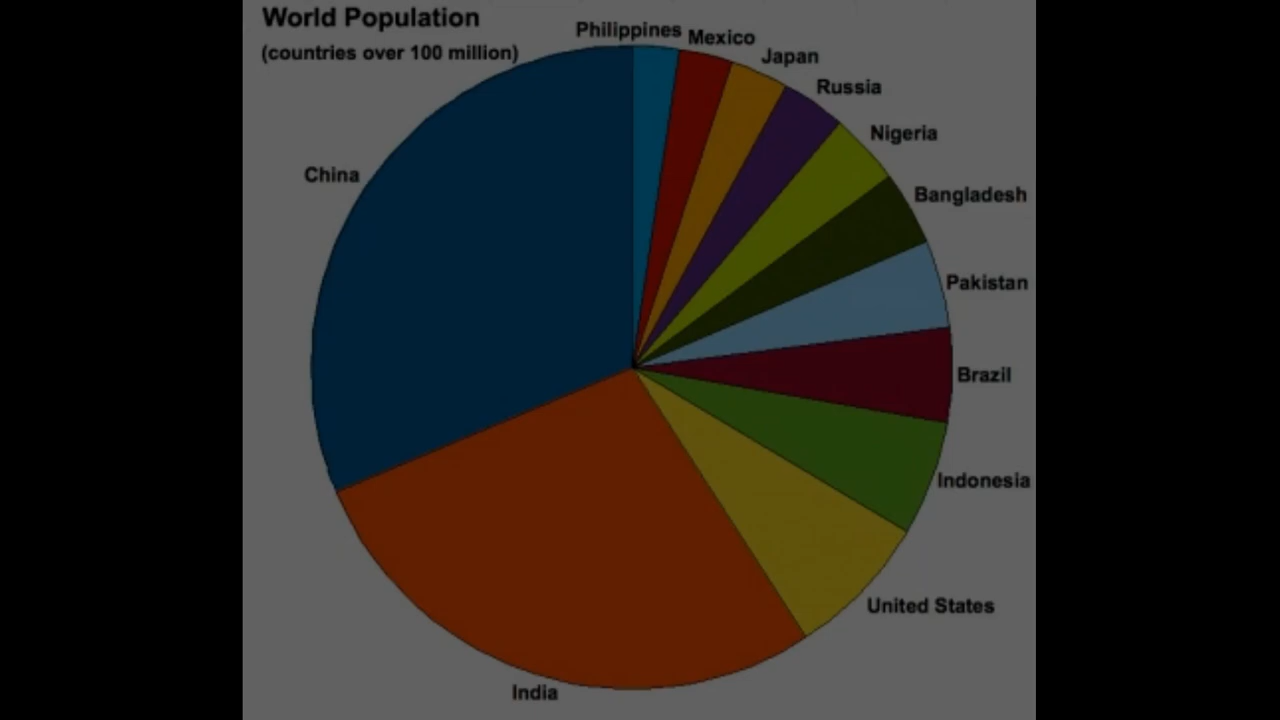 World Population
(countries over 100 million)
Philippines
Mexico
Japan
Russia
Nigeria
Bangladesh
Pakistan
Brazil
Indonesia
United States
India
China